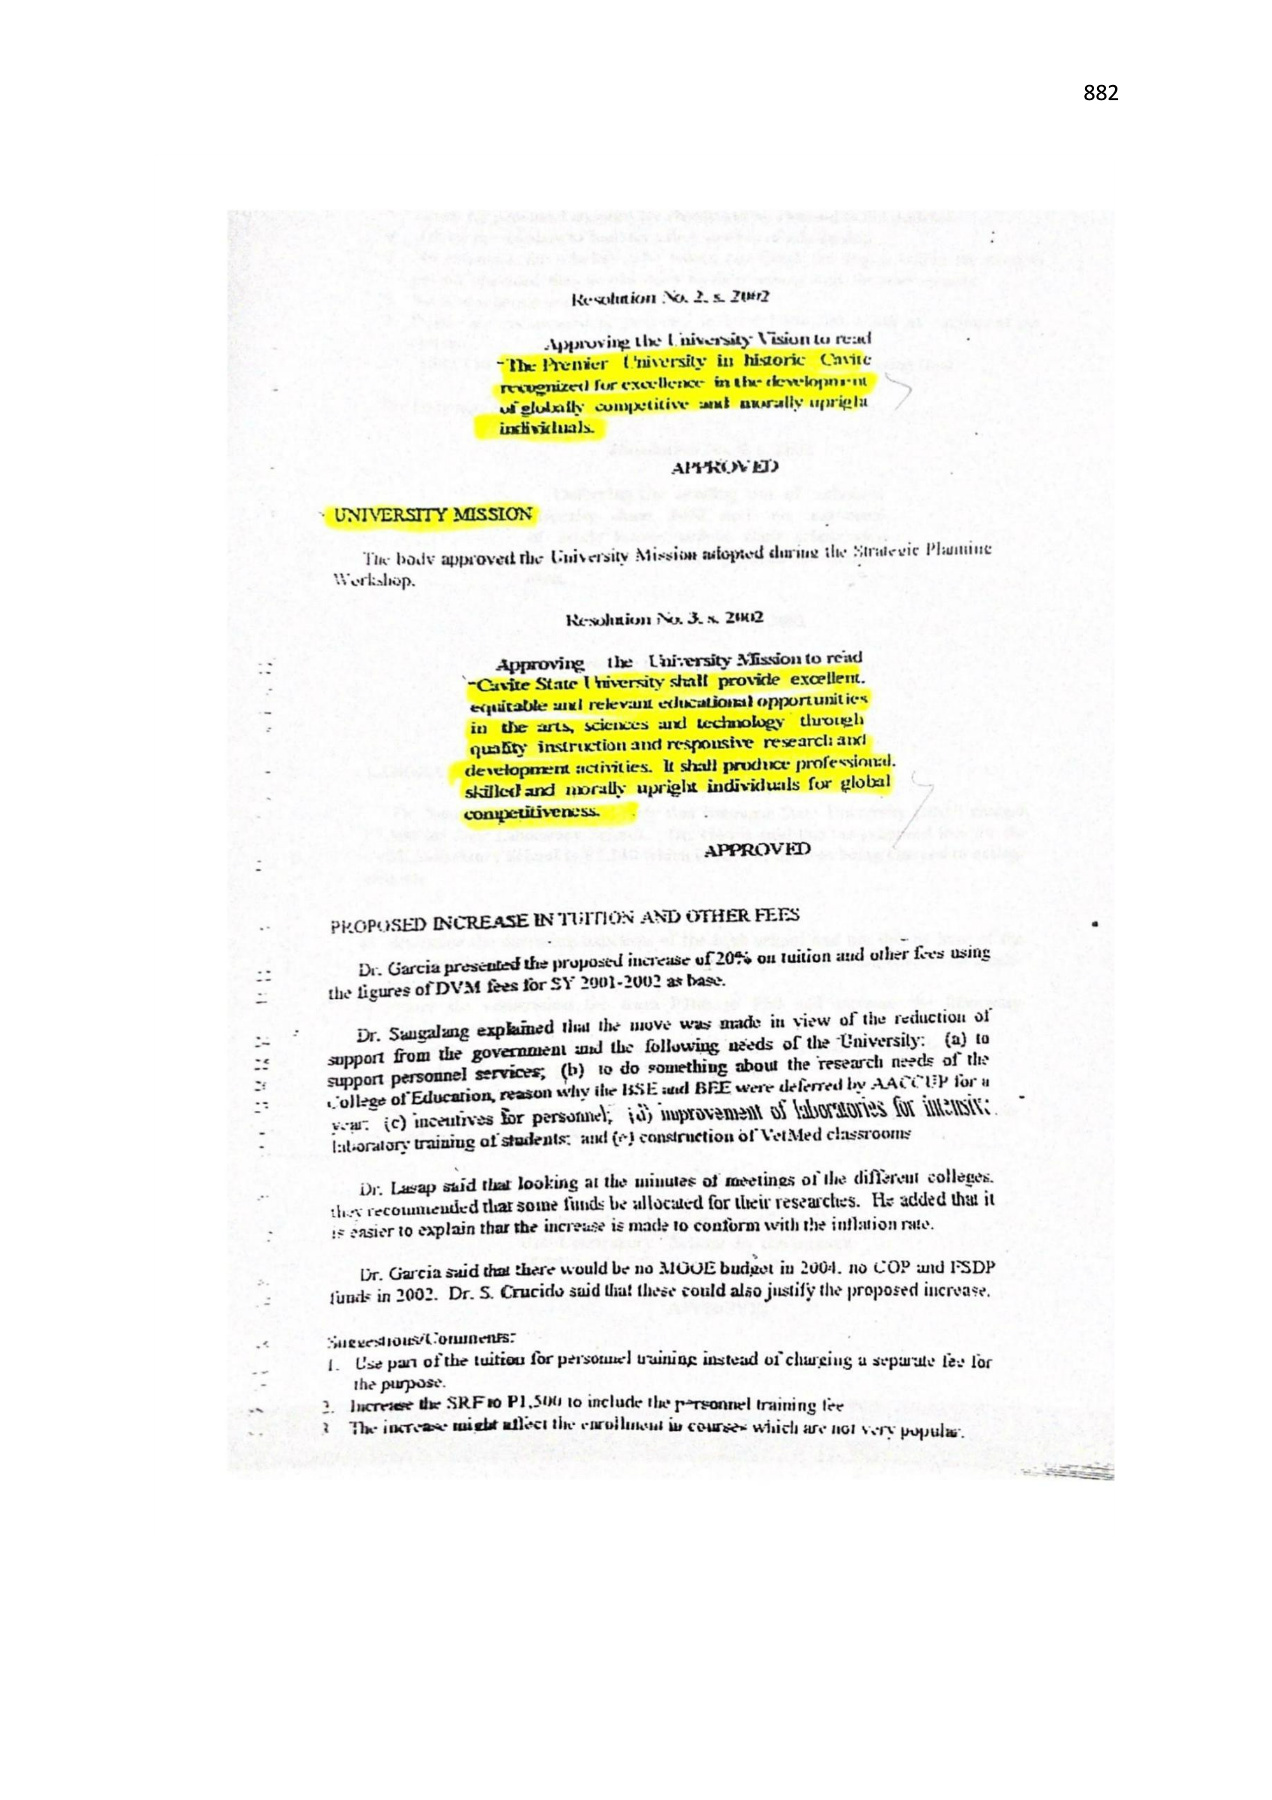 882
Resolution No. 2. s. 2002
Approving the University Vision to read
"The Premier University in historic Cavite
recognized for excellence in the development
of globally competitive and morally upright
individuals.
APPROVED
UNIVERSITY MISSION
The body approved the University Mission adopted during the Strategic Planning
Workshop.
Resolution No. 3. s. 2002
Approving the University Mission to read
"Cavite State University shall provide excellent.
equitable and relevant educational opportunities
in the arts, sciences and technology through
quality instruction and responsive research and
development activities. It shall produce professional.
skilled and morally upright individuals for global
competitiveness.
APPROVED
PROPOSED INCREASE IN TUITION AND OTHER FEES
Dr. Garcia presented the proposed increase of 20% on tuition and other fees using
the figures of DVM fees for SY 2001-2002 as base.
Dr. Sangalang explained that the move was made in view of the reduction of
support from the government and the following needs of the University: (a) to
support personnel services; (b) to do something about the research needs of the
College of Education, reason why the BSE and BEE were deferred by AACCUP for a
year; (c) incentives for personnel; (d) improvement of laboratories for intensive
laboratory training of students; and (e) construction of VetMed classrooms
Dr. Lasap said that looking at the minutes of meetings of the different colleges.
they recommended that some funds be allocated for their researches. He added that it
is easier to explain that the increase is made to conform with the inflation rate.
Dr. Garcia said that there would be no MOOE budget in 2004. no COP and FSDP
funds in 2002. Dr. S. Crucido said that these could also justify the proposed increase.
Suggestions/Comments:
1. Use part of the tuition for personnel training instead of charging a separate fee for
the purpose.
2. Increase the SRF to P1,500 to include the personnel training fee
3 The increase might affect the enrollment in courses which are not very popular.